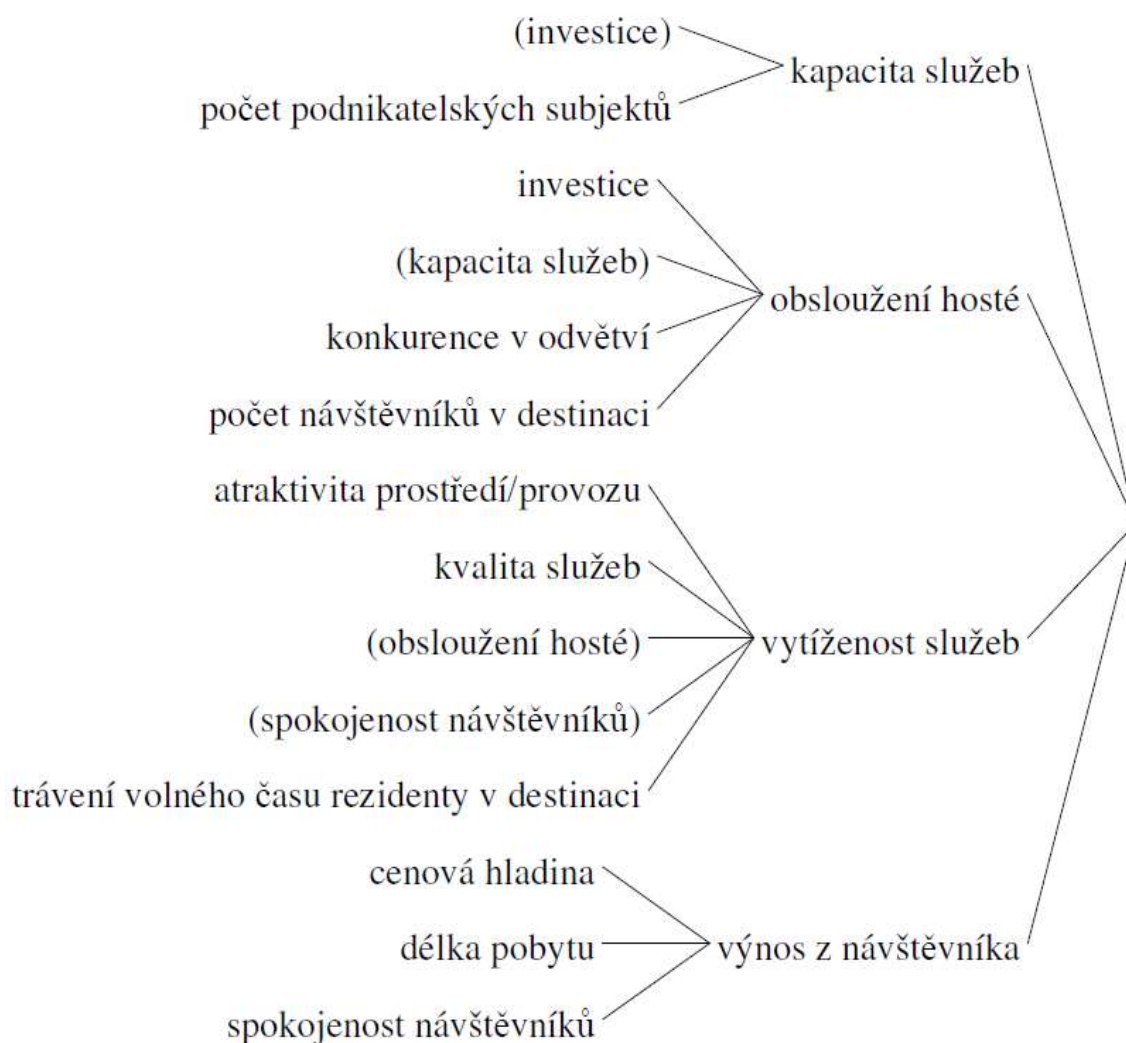 (investice)
kapacita služeb
počet podnikatelských subjektů
investice
(kapacita služeb)
obsloužení hosté
konkurence v odvětví
počet návštěvníků v destinaci
atraktivita prostředí/provozu
kvalita služeb
(obsloužení hosté)
vytíženost služeb
(spokojenost návštěvníků)
trávení volného času rezidenty v destinaci
cenová hladina
délka pobytu
výnos z návštěvníka
spokojenost návštěvníků